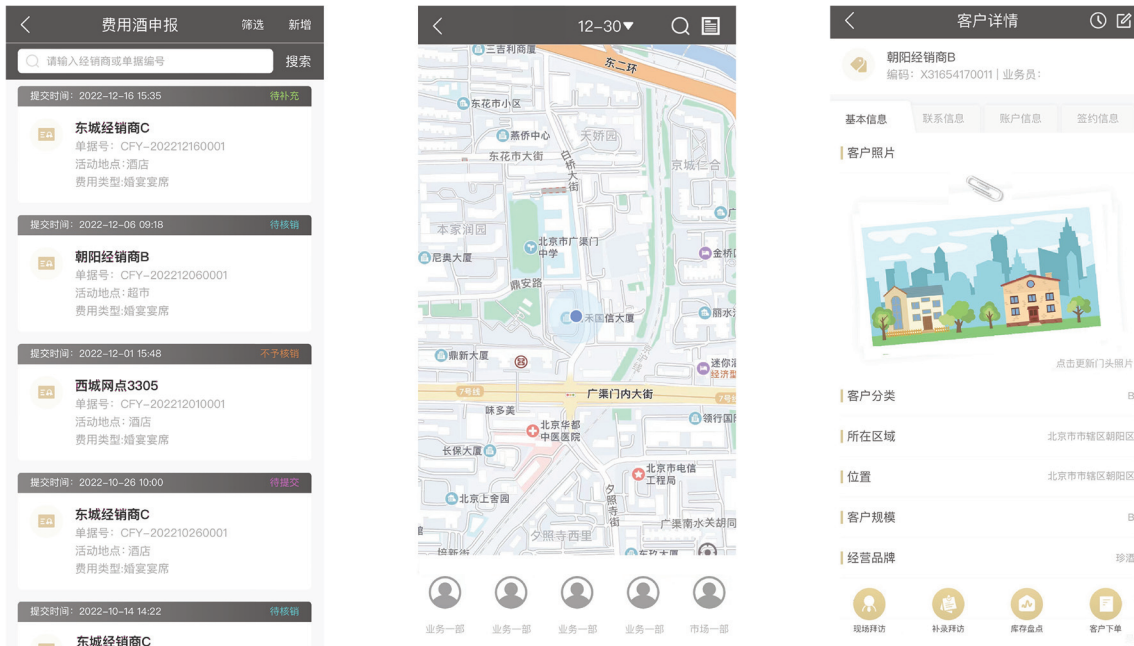 费用酒申报
筛选
新增
请输入经销商或单据编号
搜索
提交时间：2022-12-16 15:35
待补充
东城经销商C
单据号：CFY-202212160001
活动地点:酒店
费用类型:婚宴宴席
提交时间：2022-12-06 09:18
待核销
朝阳经销商B
单据号：CFY-202212060001
活动地点:超市
费用类型:婚宴宴席
提交时间：2022-12-01 15:48
不予核销
西城网点3305
单据号：CFY-202212010001
活动地点:酒店
费用类型:婚宴宴席
提交时间：2022-10-26 10:00
待提交
东城经销商C
单据号：CFY-202210260001
活动地点:酒店
费用类型:婚宴宴席
提交时间：2022-10-14 14:22
待核销
东城经销商C
12-30▼
三吉利商厦
东二环
东花市小区
燕侨中心
天娇园
东花市大街
白桥大街
京城仁合
本家润园
北京市广渠门
中学
尼奥大厦
金桥
鼎安路
禾国信大厦
丽水
鼎新大厦
迷你
经济型
7号线
广渠门内大街
味多美
北京华都
中医医院
领行国
长保大厦
北京市电信
工程局
北京上舍园
夕照寺街
广渠南水关胡同
夕照寺西里
培新街
东玖大厦
业务一部
业务一部
业务一部
业务一部
市场一部
客户详情
朝阳经销商B
编码：X31654170011 | 业务员：
基本信息
联系信息
账户信息
签约信息
客户照片
点击更新门头照片
客户分类
B
所在区域
北京市市辖区朝阳区
位置
北京市市辖区朝阳区
客户规模
B
经营品牌
珍酒
现场拜访
补录拜访
库存盘点
客户下单